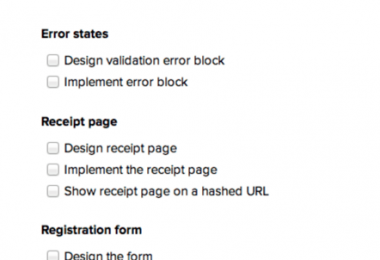 Error states
Design validation error block
Implement error block
Receipt page
Design receipt page
Implement the receipt page
Show receipt page on a hashed URL
Registration form
Design the form